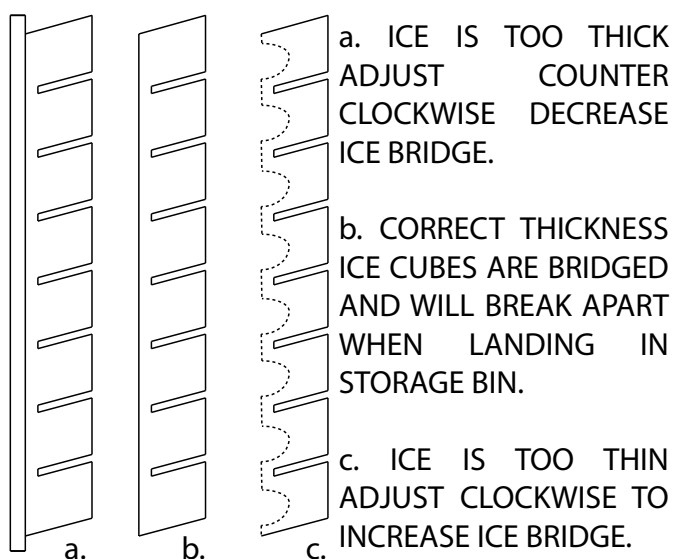 a. ICE IS TOO THICK
ADJUST COUNTER
CLOCKWISE DECREASE
ICE BRIDGE.
b. CORRECT THICKNESS
ICE CUBES ARE BRIDGED
AND WILL BREAK APART
WHEN LANDING IN
STORAGE BIN.
c. ICE IS TOO THIN
ADJUST CLOCKWISE TO
INCREASE ICE BRIDGE.
a. b. c.